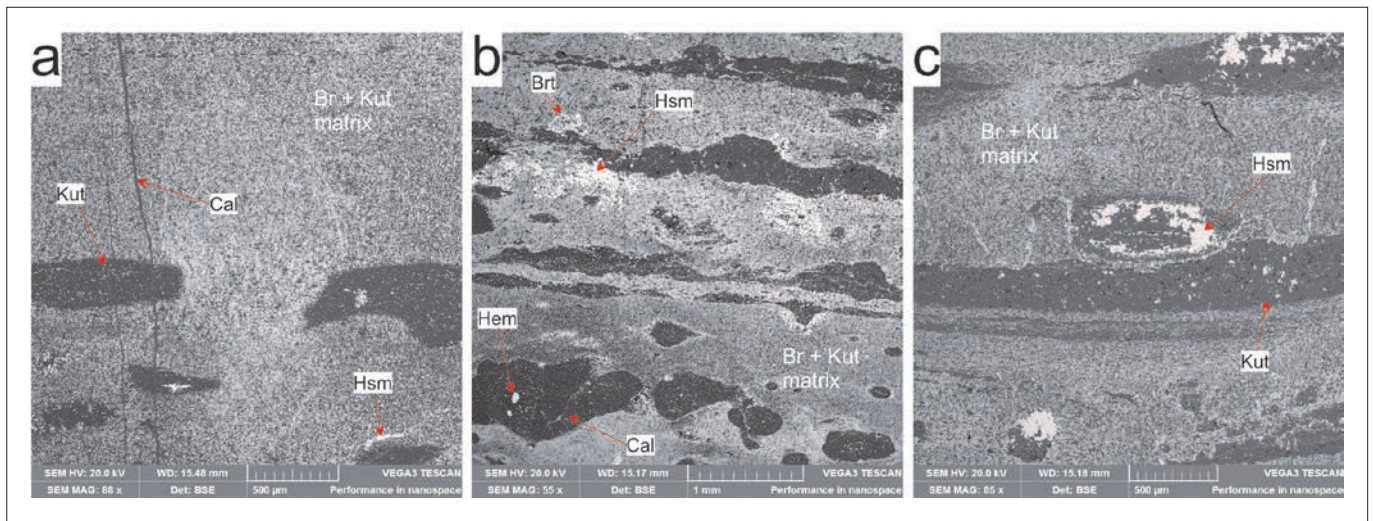 a
Br + Kut
matrix
Kut
Cal
Hsm
SEM HV: 20.0 kV WD: 15.48 mm VEGA3 TESCAN
SEM MAG: 88 x Det: BSE 500 µm Performance in nanospace
b
Brt
Hsm
Hem
Br + Kut
matrix
Cal
SEM HV: 20.0 kV WD: 15.17 mm VEGA3 TESCAN
SEM MAG: 55 x Det: BSE 1 mm Performance in nanospace
c
Br + Kut
matrix
Hsm
Kut
SEM HV: 20.0 kV WD: 15.18 mm VEGA3 TESCAN
SEM MAG: 85 x Det: BSE 500 µm Performance in nanospace